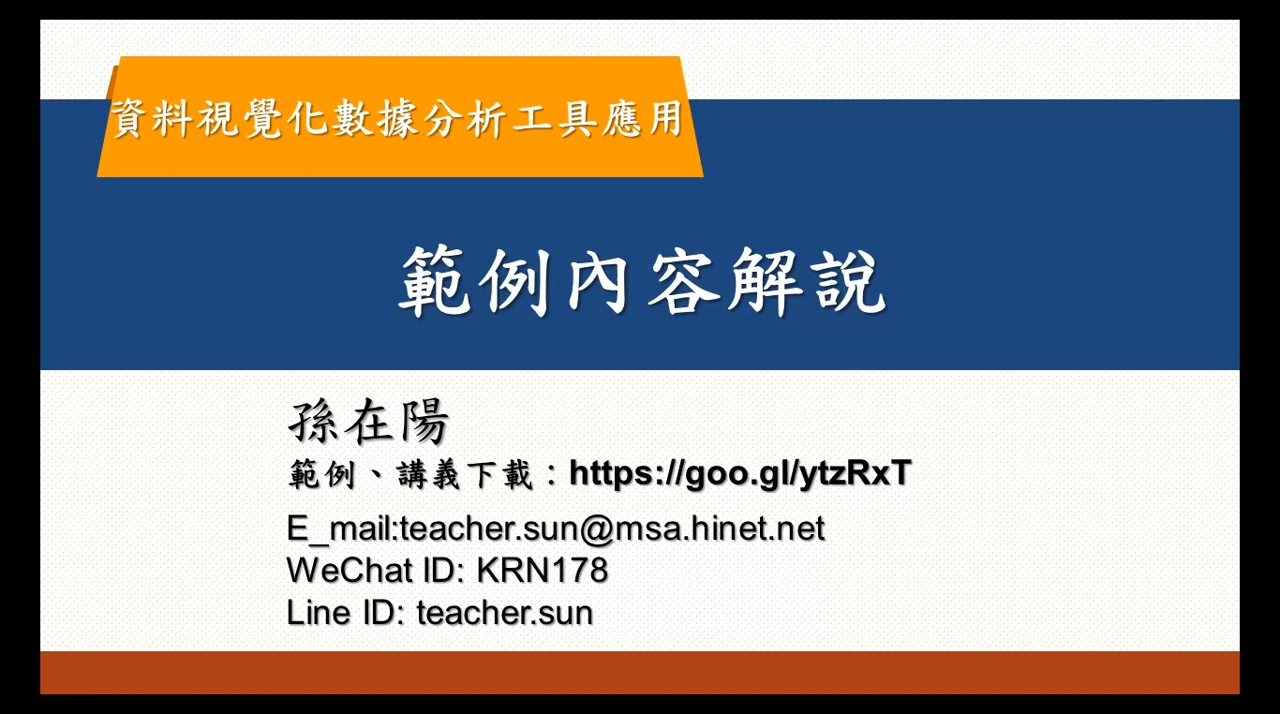 資料視覺化數據分析工具應用
範例內容解說
孫在陽
範例、講義下載：https://goo.gl/ytzRxT
E_mail:teacher.sun@msa.hinet.net
WeChat ID: KRN178
Line ID: teacher.sun